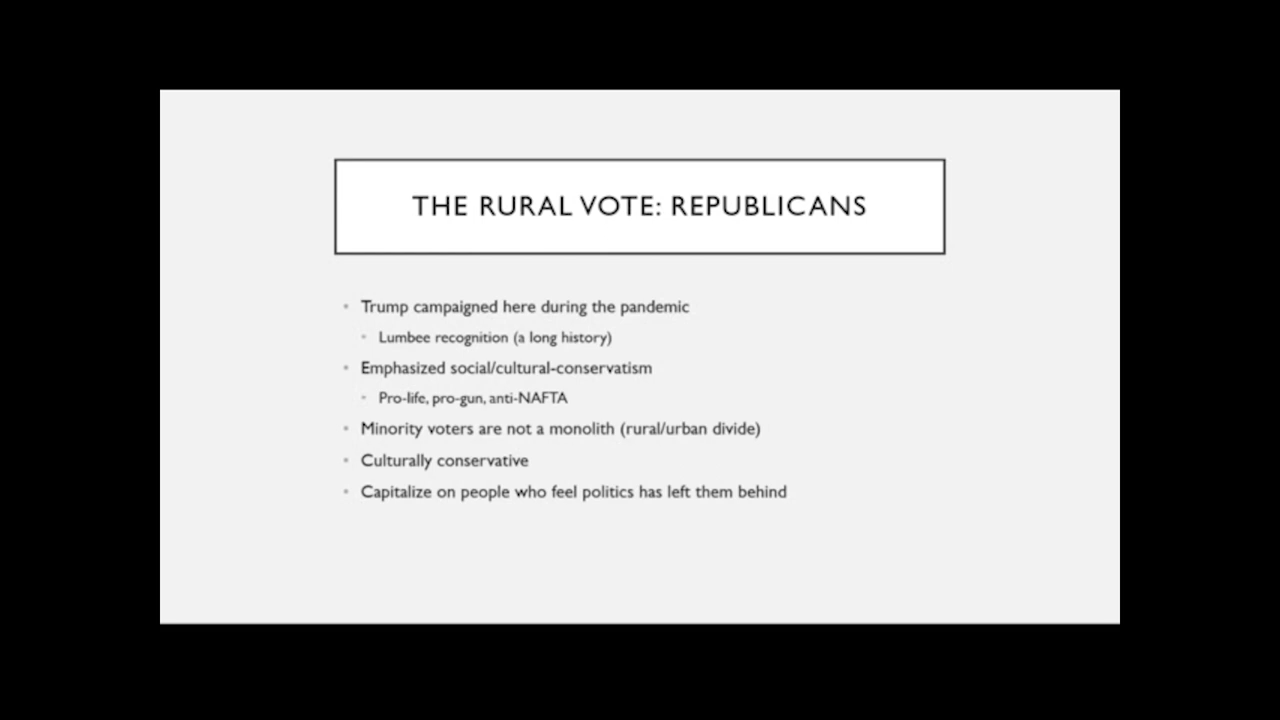 THE RURAL VOTE: REPUBLICANS
• Trump campaigned here during the pandemic
• Lumbee recognition (a long history)
• Emphasized social/cultural-conservatism
• Pro-life, pro-gun, anti-NAFTA
• Minority voters are not a monolith (rural/urban divide)
• Culturally conservative
• Capitalize on people who feel politics has left them behind